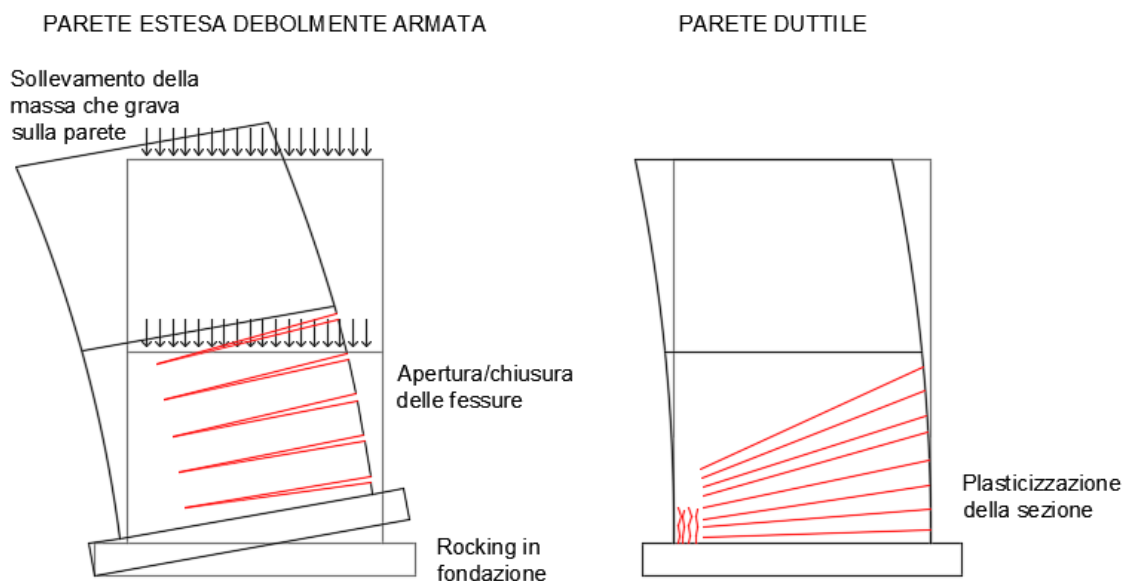 PARETE ESTESA DEBOLMENTE ARMATA
Sollevamento della
massa che grava
sulla parete
Apertura/chiusura
delle fessure
Rocking in
fondazione
PARETE DUTTILE
Plasticizzazione
della sezione